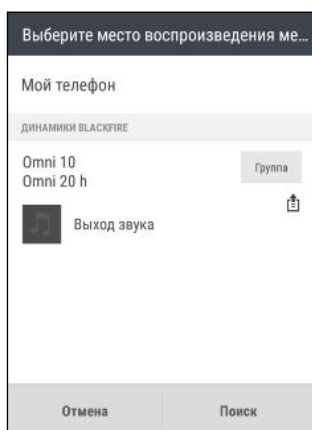 Выберите место воспроизведения ме...
Мой телефон
ДИНАМИКИ BLACKFIRE
Omni 10
Omni 20 h
Группа
Выход звука
Отмена
Поиск